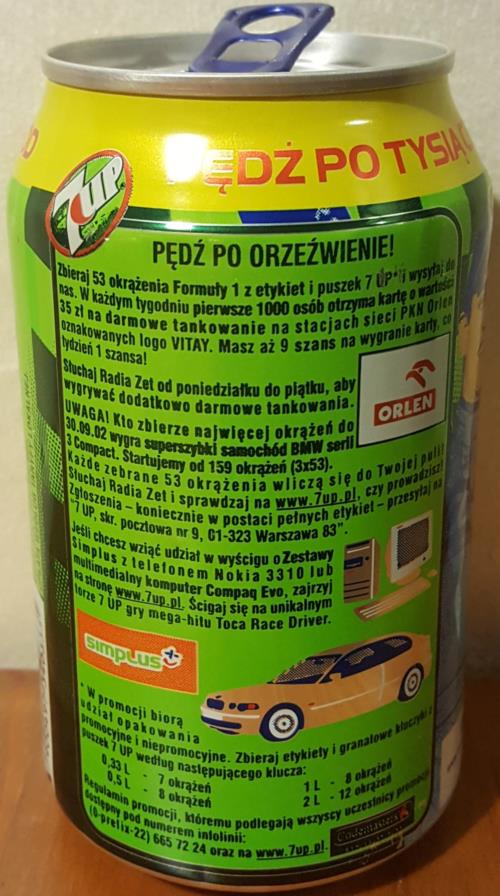 PĘDŹ PO TYSIĄC
7UP
PĘDŹ PO ORZEŹWIENIE!
Zbieraj 53 okrążenia Formuły 1 z etykiet i puszek 7 UP* i wysyłaj do
nas. W każdym tygodniu pierwsze 1000 osób otrzyma kartę o wartości
35 zł na darmowe tankowanie na stacjach sieci PKN Orlen
oznakowanych logo VITAY. Masz aż 9 szans na wygranie karty, co
tydzień 1 szansa!
Słuchaj Radia Zet od poniedziałku do piątku, aby
wygrywać dodatkowo darmowe tankowania.
ORLEN
UWAGA! Kto zbierze najwięcej okrążeń do
30.09.02 wygra superszybki samochód BMW serii
3 Compact. Startujemy od 159 okrążeń (3x53).
Każde zebrane 53 okrążenia wliczą się do Twojej puli!
Słuchaj Radia Zet i sprawdzaj na www.7up.pl, czy prowadzisz!
Zgłoszenia – koniecznie w postaci pełnych etykiet – przesyłaj na
"7 UP, skr. pocztowa nr 9, 01-323 Warszawa 83".
Jeśli chcesz wziąć udział w wyścigu o Zestawy
Simplus z telefonem Nokia 3310 lub
multimedialny komputer Compaq Evo, zajrzyj
na stronę www.7up.pl. Ścigaj się na unikalnym
torze 7 UP gry mega-hitu Toca Race Driver.
simplus
* W promocji biorą
udział opakowania
promocyjne i niepromocyjne. Zbieraj etykiety i granatowe kluczyki z
puszek 7 UP według następującego klucza:
0,33 L - 7 okrążeń 1 L - 8 okrążeń
0,5 L - 8 okrążeń 2 L - 12 okrążeń
Regulamin promocji, któremu podlegają wszyscy uczestnicy promocji
dostępny pod numerem infolinii:
(0-prefix-22) 665 72 24 oraz na www.7up.pl.
Codemasters